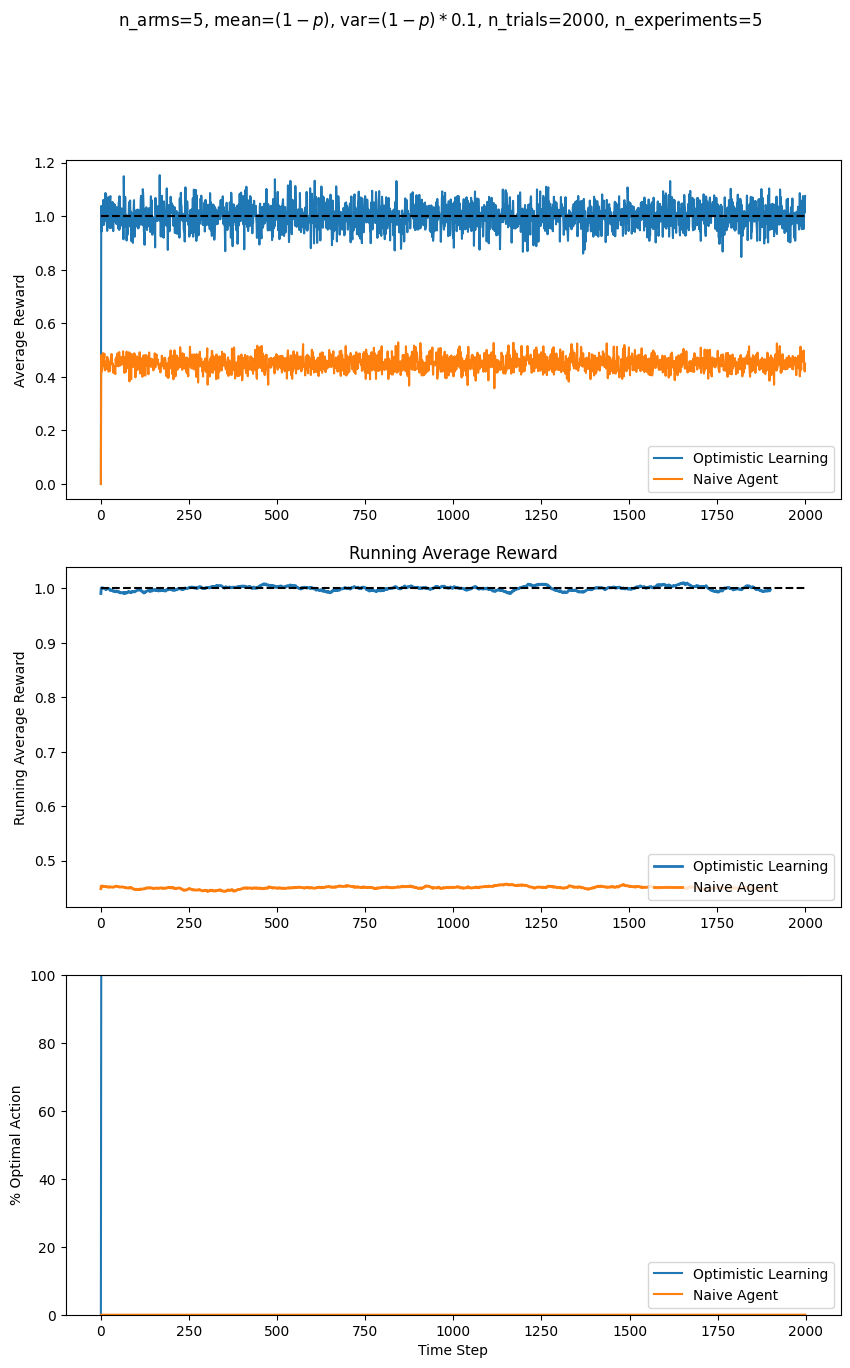 n_arms=5, mean=(1 − p), var=(1 − p) * 0.1, n_trials=2000, n_experiments=5
1.2
1.0
0.8
0.6
0.4
0.2
0.0
Average Reward
Optimistic Learning
Naive Agent
0 250 500 750 1000 1250 1500 1750 2000
Running Average Reward
1.0
0.9
0.8
0.7
0.6
0.5
Running Average Reward
Optimistic Learning
Naive Agent
0 250 500 750 1000 1250 1500 1750 2000
100
80
60
40
20
0
% Optimal Action
Optimistic Learning
Naive Agent
0 250 500 750 1000 1250 1500 1750 2000
Time Step